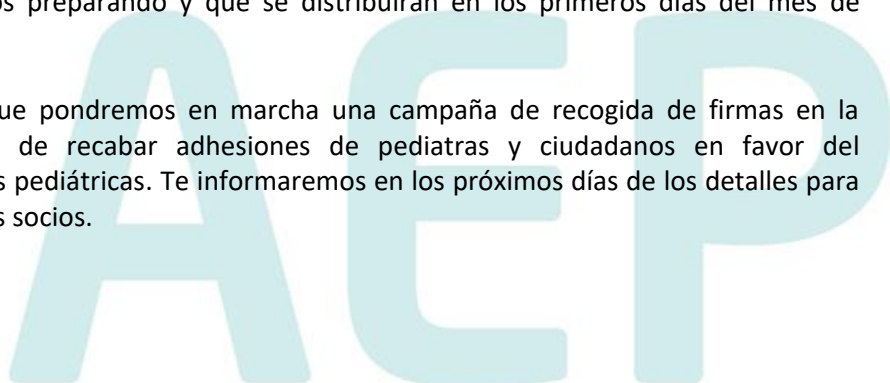 preparando y que se distribuirán en los primeros días del mes de
que pondremos en marcha una campaña de recogida de firmas en la
de recabar adhesiones de pediatras y ciudadanos en favor del
pediátricas. Te informaremos en los próximos días de los detalles para
socios.
AEP